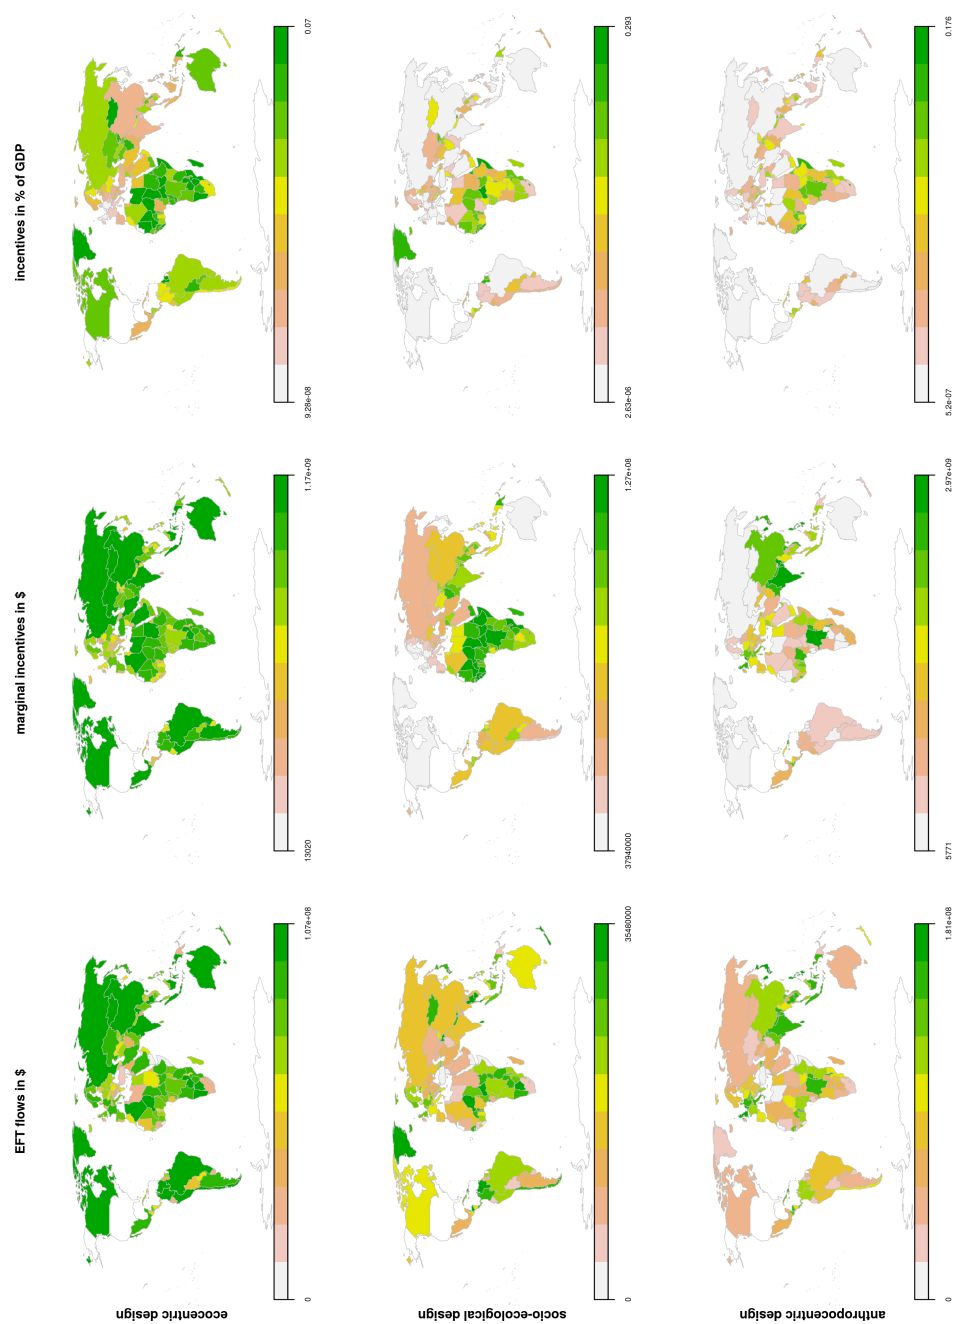 EFT flows in $
marginal incentives in $
incentives in % of GDP
ecocentric design
0
1.07e+08
13020
1.17e+09
9.28e-08
0.07
socio-ecological design
0
35480000
37940000
1.27e+08
2.63e-06
0.293
anthropocentric design
0
1.81e+08
5771
2.97e+09
5.2e-07
0.176